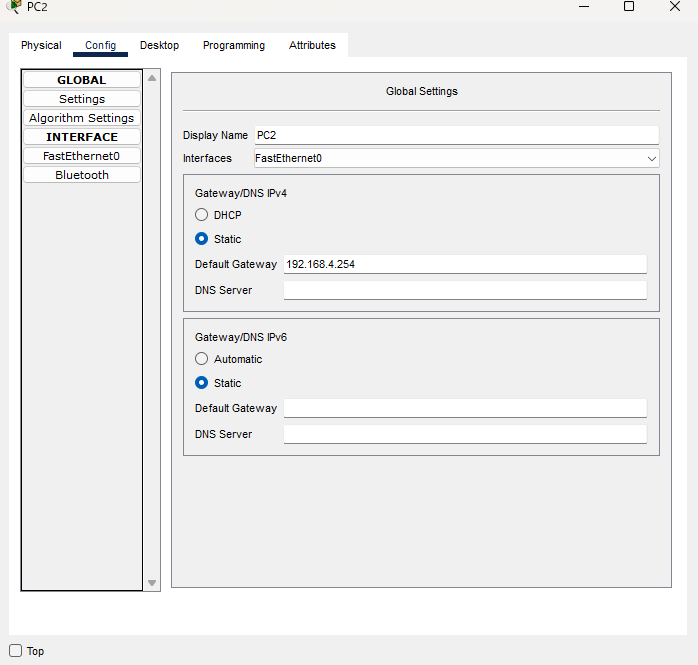 PC2
Physical Config Desktop Programming Attributes
GLOBAL
Settings
Algorithm Settings
INTERFACE
FastEthernet0
Bluetooth
Global Settings
Display Name PC2
Interfaces FastEthernet0
Gateway/DNS IPv4
DHCP
Static
Default Gateway 192.168.4.254
DNS Server
Gateway/DNS IPv6
Automatic
Static
Default Gateway
DNS Server
Top